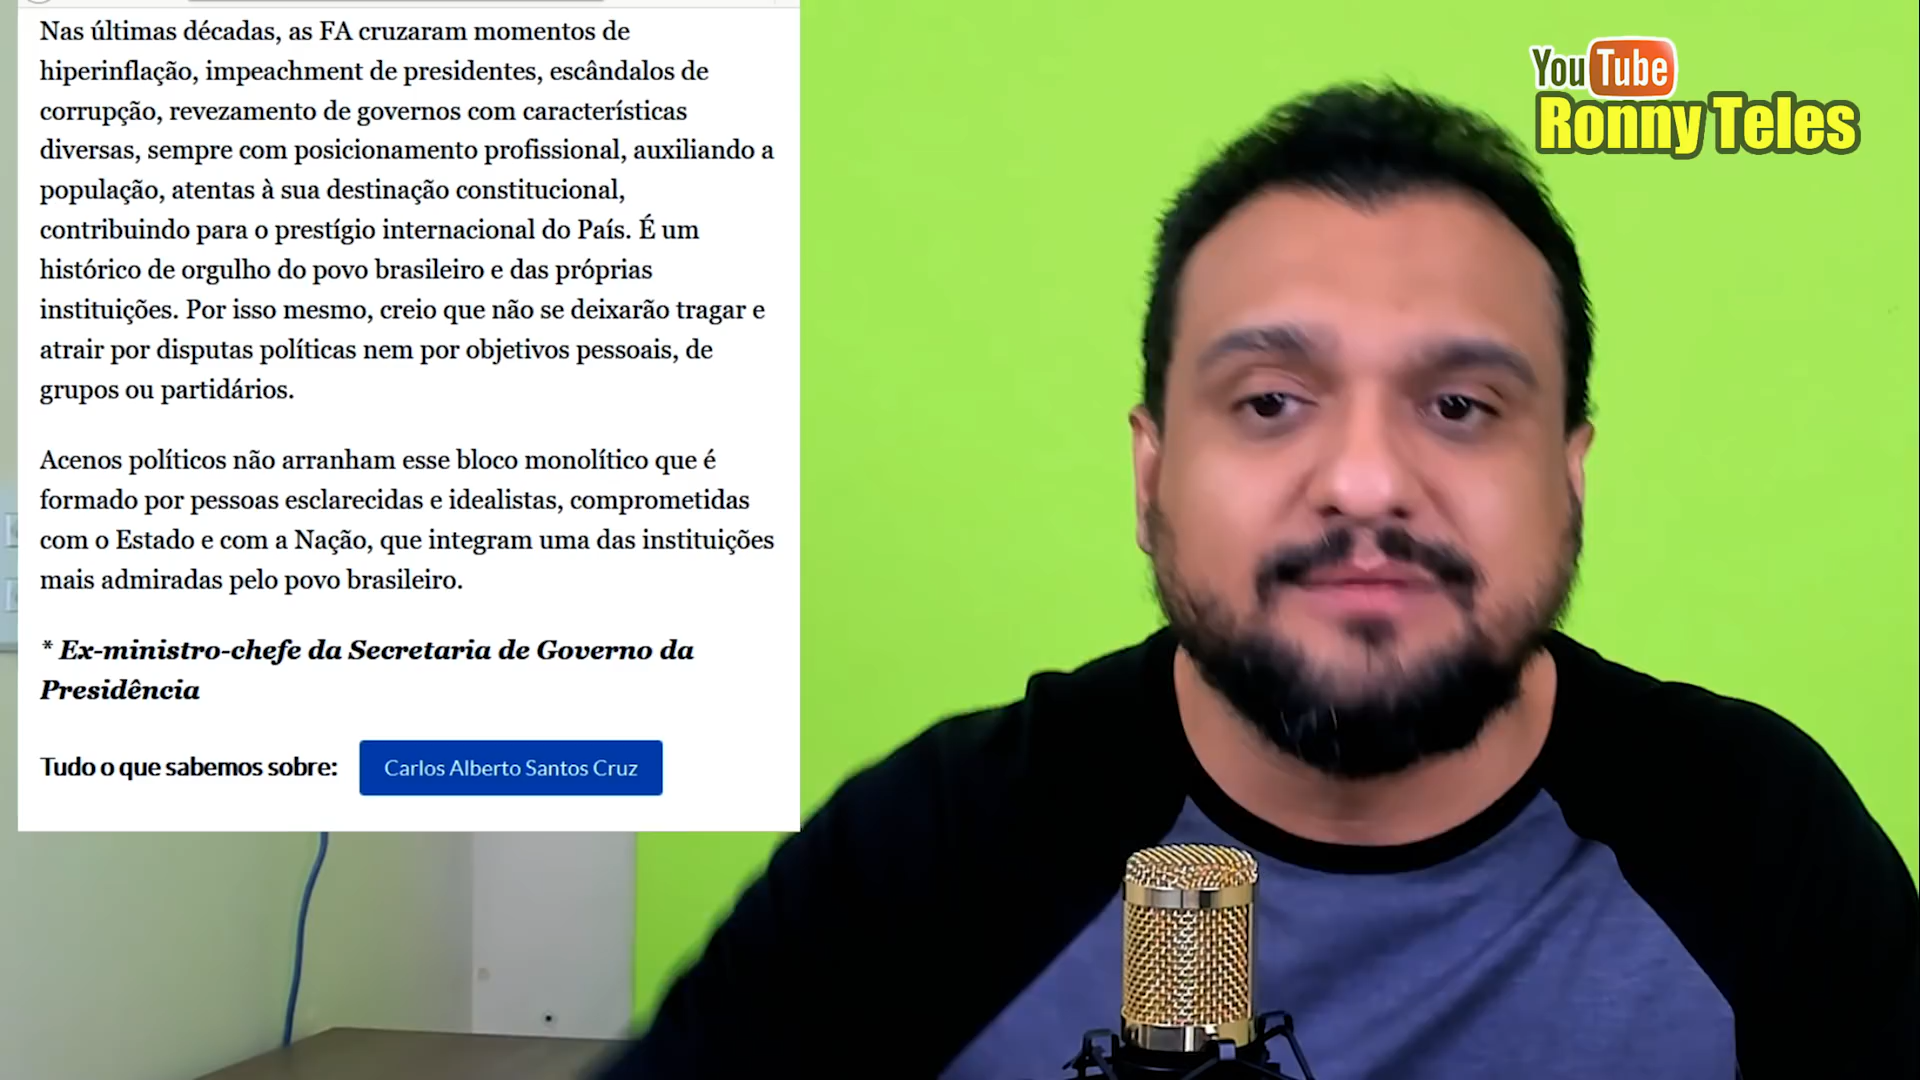 Nas últimas décadas, as FA cruzaram momentos de
hiperinflação, impeachment de presidentes, escândalos de
corrupção, revezamento de governos com características
diversas, sempre com posicionamento profissional, auxiliando a
população, atentas à sua destinação constitucional,
contribuindo para o prestígio internacional do País. É um
histórico de orgulho do povo brasileiro e das próprias
instituições. Por isso mesmo, creio que não se deixarão tragar e
atrair por disputas políticas nem por objetivos pessoais, de
grupos ou partidários.
Acenos políticos não arranham esse bloco monolítico que é
formado por pessoas esclarecidas e idealistas, comprometidas
com o Estado e com a Nação, que integram uma das instituições
mais admiradas pelo povo brasileiro.
* Ex-ministro-chefe da Secretaria de Governo da
Presidência
Tudo o que sabemos sobre: Carlos Alberto Santos Cruz
YouTube
Ronny Teles